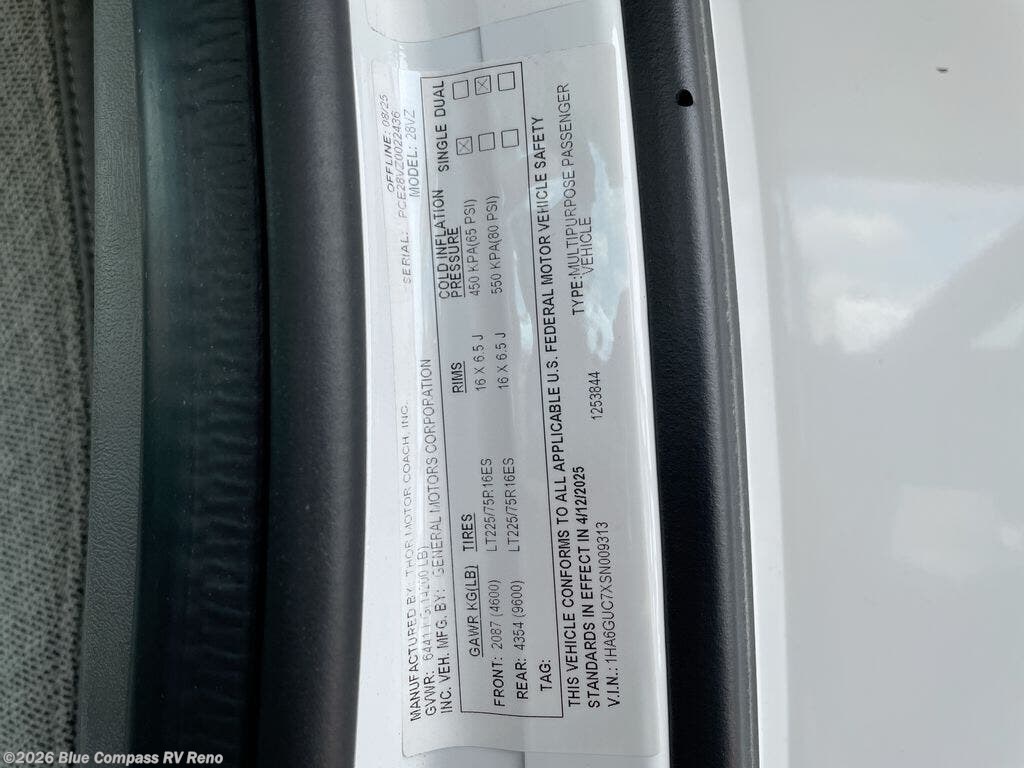 OFFLINE: 08/25
MANUFACTURED BY: THOR MOTOR COACH, INC. SERIAL: PCE28VZ0022436
GVWR: 6441 KG(14200 LB) MODEL: 28VZ
INC. VEH. MFG. BY: GENERAL MOTORS CORPORATION
GAWR KG(LB) TIRES RIMS COLD INFLATION PRESSURE SINGLE DUAL
FRONT: 2087 (4600) LT225/75R16ES 16 X 6.5 J 450 KPA(65 PSI) ☒ ☐
REAR: 4354 (9600) LT225/75R16ES 16 X 6.5 J 550 KPA(80 PSI) ☐ ☒
TAG: ☐ ☐
THIS VEHICLE CONFORMS TO ALL APPLICABLE U.S. FEDERAL MOTOR VEHICLE SAFETY
STANDARDS IN EFFECT IN 4/12/2025 TYPE:MULTIPURPOSE PASSENGER
V.I.N.: 1HA6GUC7XSN009313 1253844 VEHICLE
©2026 Blue Compass RV Reno